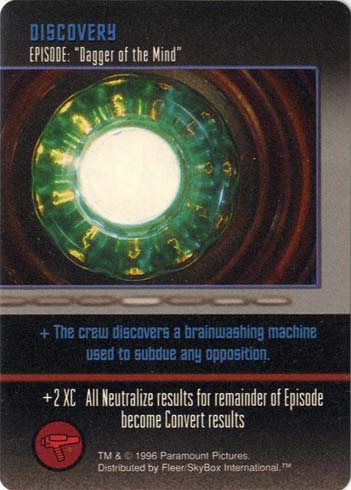 DISCOVERY
EPISODE: "Dagger of the Mind"
+ The crew discovers a brainwashing machine
used to subdue any opposition.
+2 XC All Neutralize results for remainder of Episode
become Convert results
TM & © 1996 Paramount Pictures.
Distributed by Fleer/SkyBox International.™